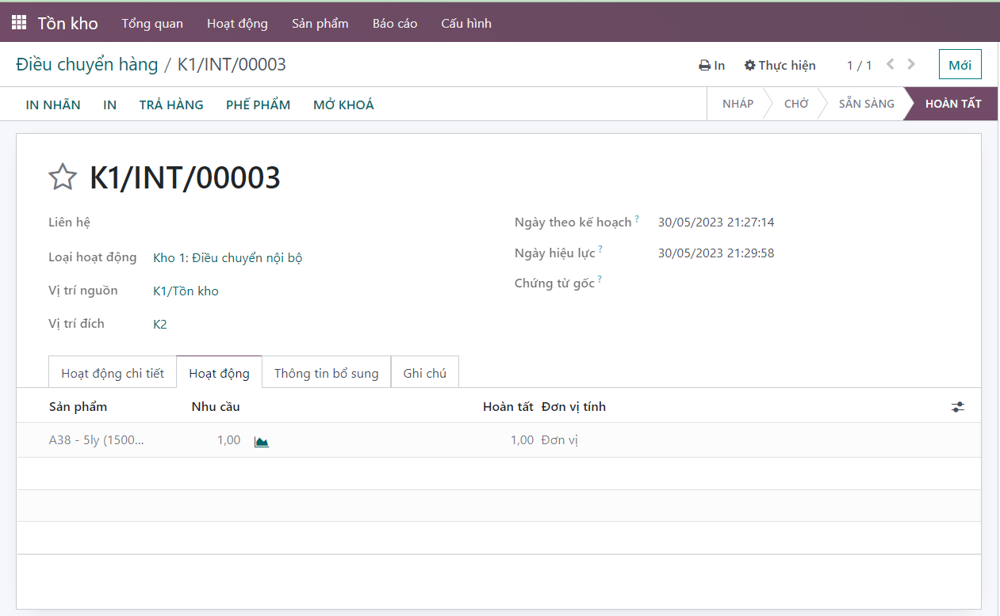 Tồn kho Tổng quan Hoạt động Sản phẩm Báo cáo Cấu hình
Điều chuyển hàng / K1/INT/00003 In Thực hiện 1 / 1 Mới
IN NHÃN IN TRẢ HÀNG PHẾ PHẨM MỞ KHOÁ NHÁP CHỜ SẴN SÀNG HOÀN TẤT
K1/INT/00003
Liên hệ Ngày theo kế hoạch ? 30/05/2023 21:27:14
Loại hoạt động Kho 1: Điều chuyển nội bộ Ngày hiệu lực ? 30/05/2023 21:29:58
Vị trí nguồn K1/Tồn kho Chứng từ gốc ?
Vị trí đích K2
Hoạt động chi tiết Hoạt động Thông tin bổ sung Ghi chú
Sản phẩm Nhu cầu Hoàn tất Đơn vị tính
A38 - 5ly (1500... 1,00 1,00 Đơn vị